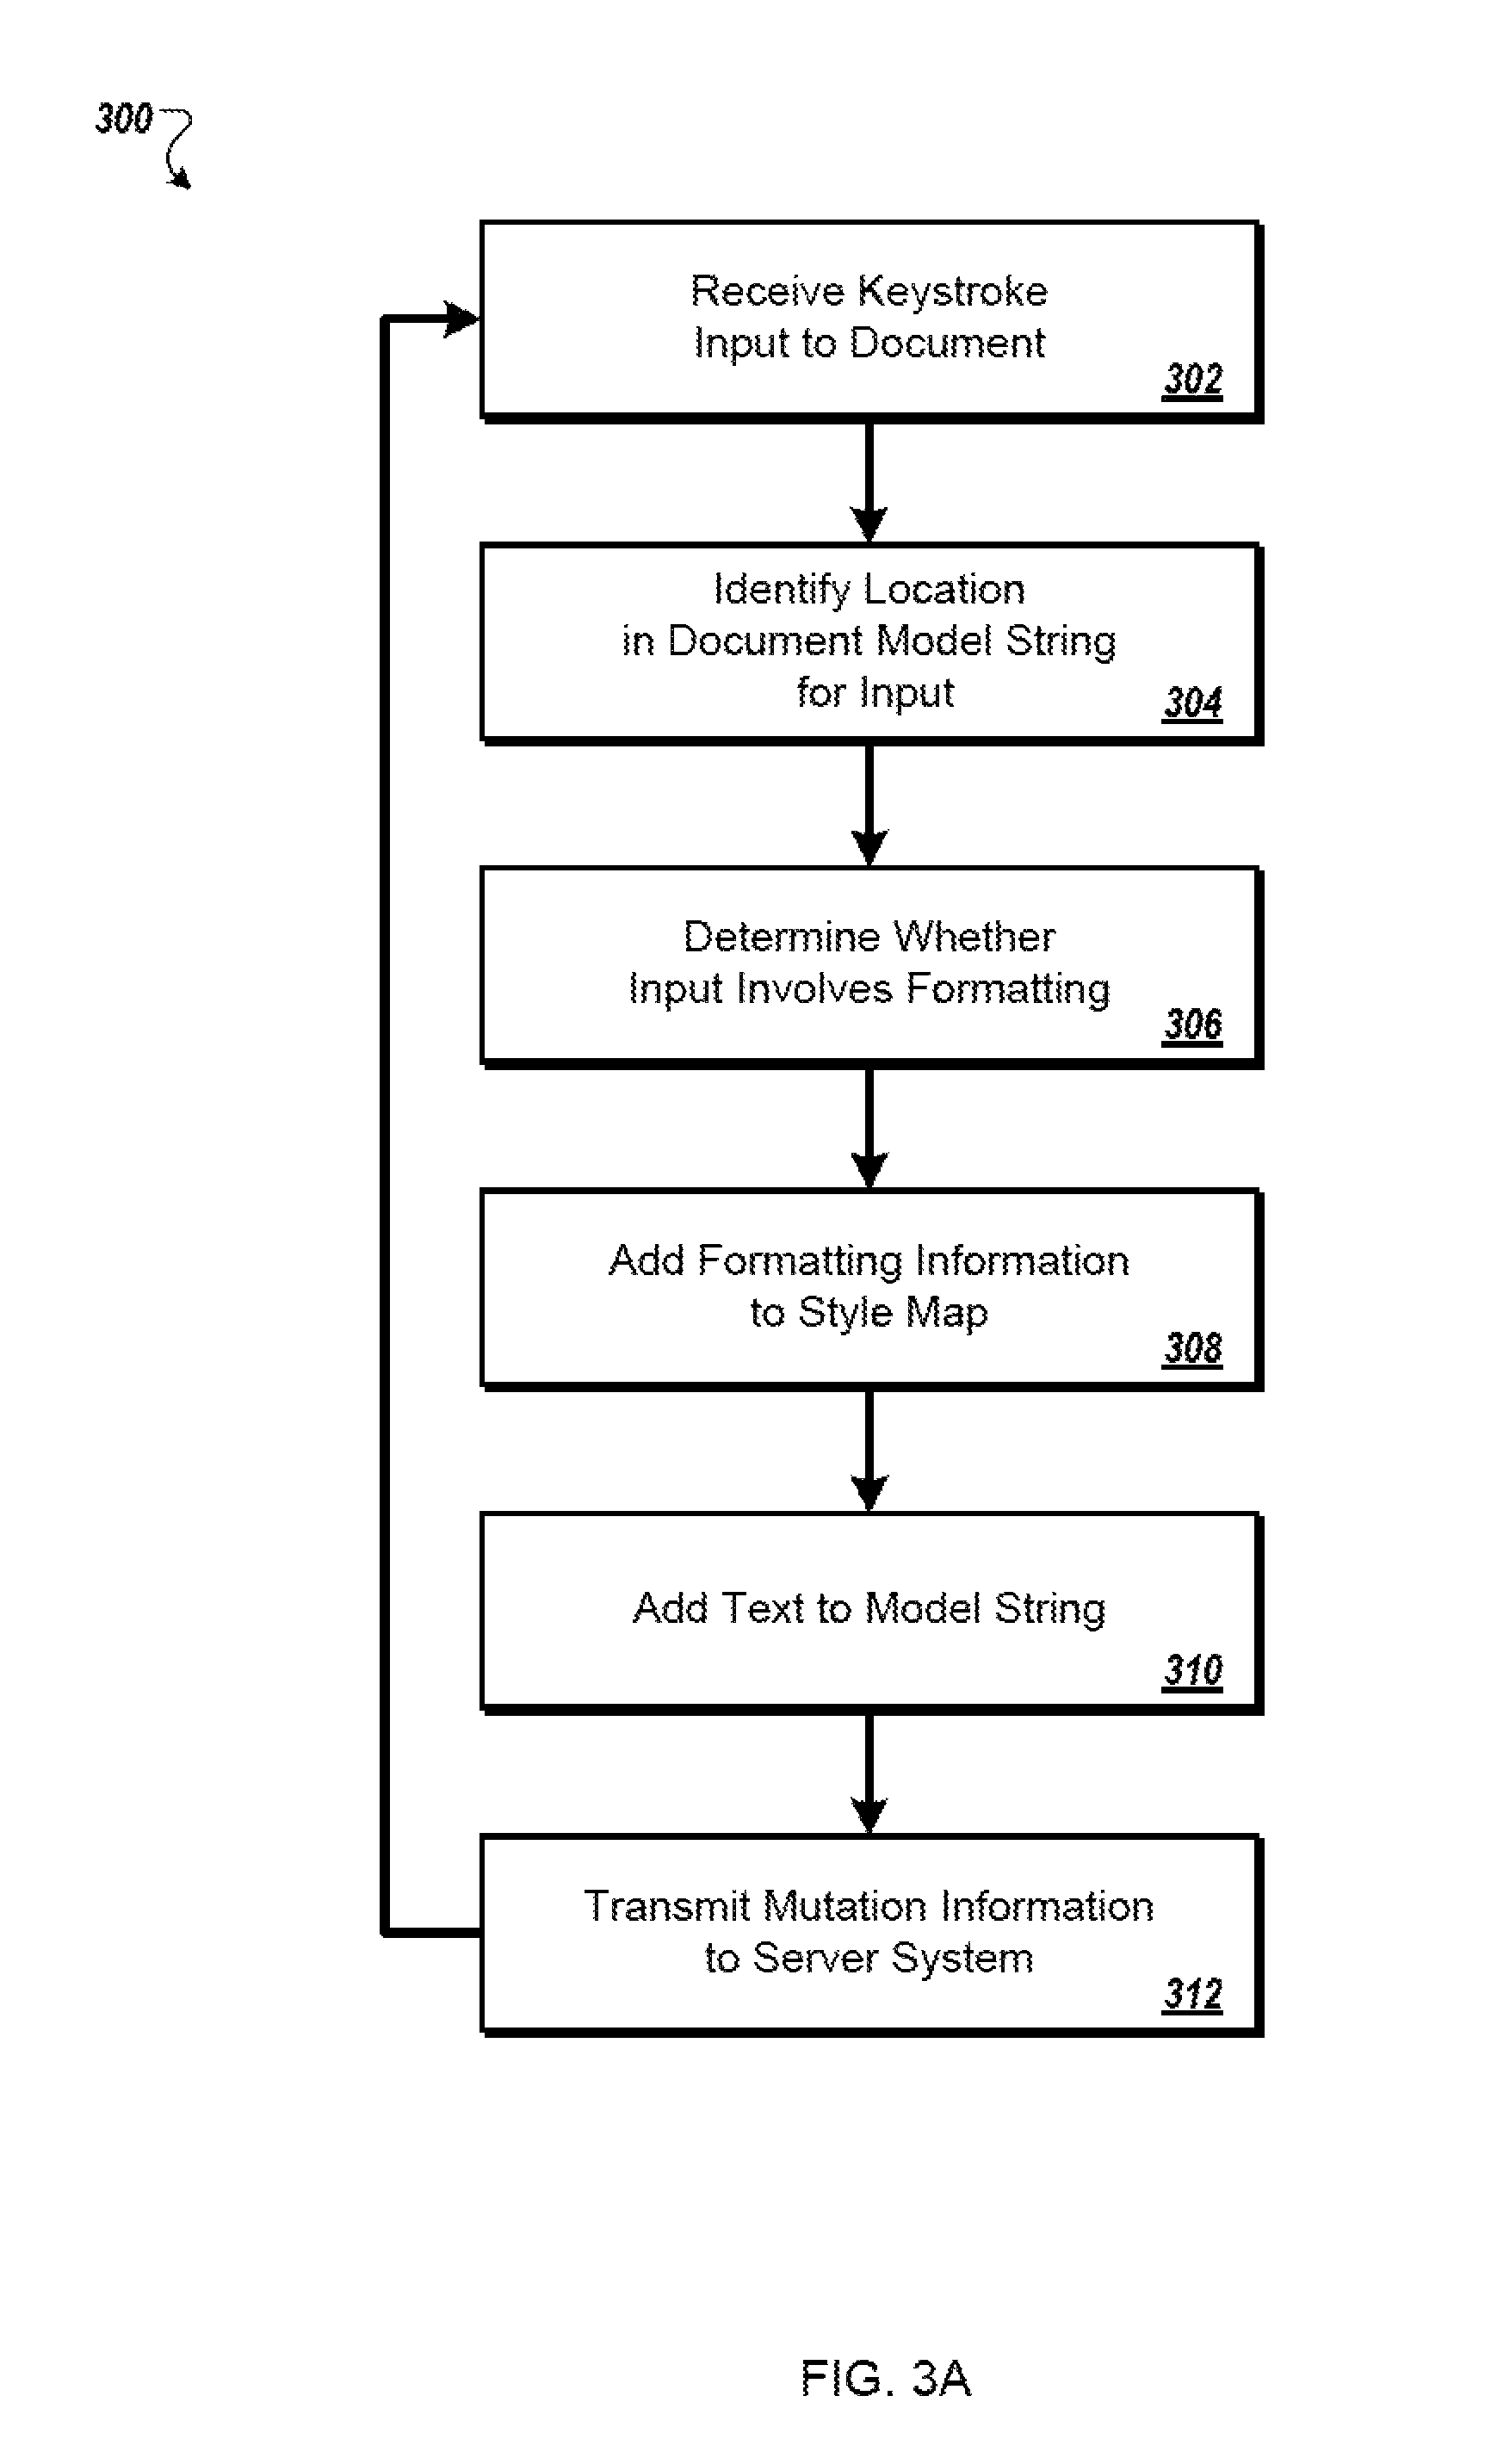 300
Receive Keystroke
Input to Document
302
Identify Location
in Document Model String
for Input
304
Determine Whether
Input Involves Formatting
306
Add Formatting Information
to Style Map
308
Add Text to Model String
310
Transmit Mutation Information
to Server System
312
FIG. 3A